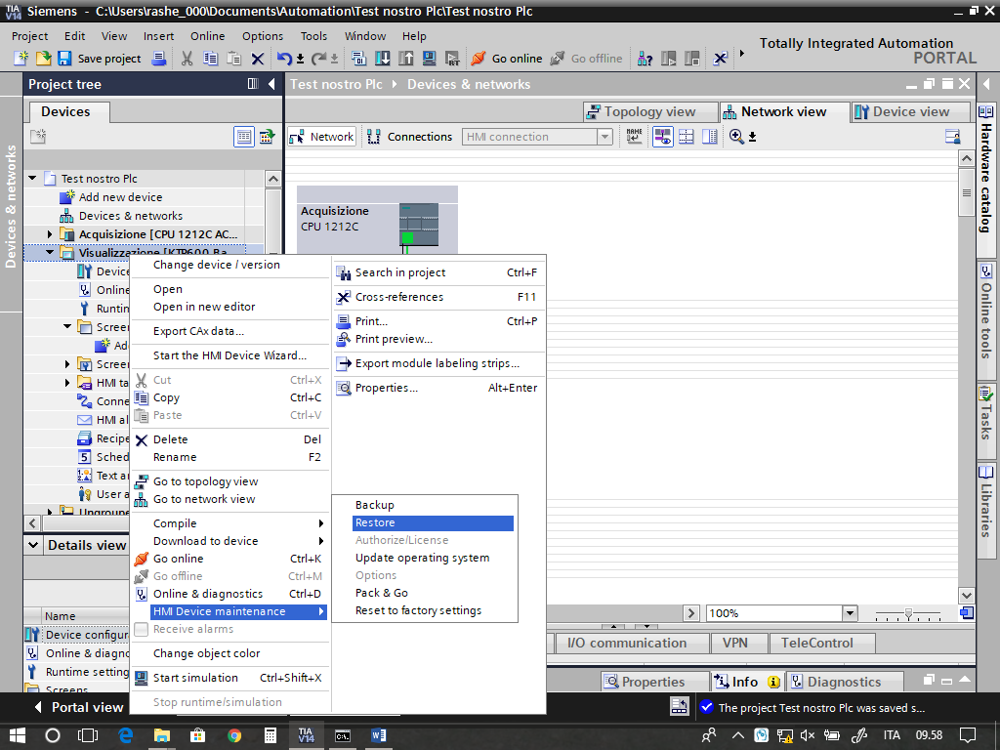 TIA V14 Siemens - C:\Users\rashe_000\Documents\Automation\Test nostro Plc\Test nostro Plc
Project Edit View Insert Online Options Tools Window Help
Save project Go online Go offline
Totally Integrated Automation
PORTAL
Project tree
Test nostro Plc Devices & networks
Devices
Topology view Network view Device view
Network Connections HMI connection
Devices & networks
Test nostro Plc
Add new device
Devices & networks
Acquisizione [CPU 1212C AC...
Visualizzazione [KTP600 Ba
Device
Online
Runtin
Screer
Ad
Screer
HMI ta
Conne
HMI al
Recipe
Sched
Text ar
User a
Ungroupe
Acquisizione
CPU 1212C
Change device / version
Open
Open in new editor
Export CAx data...
Start the HMI Device Wizard...
Cut Ctrl+X
Copy Ctrl+C
Paste Ctrl+V
Delete Del
Rename F2
Go to topology view
Go to network view
Compile
Download to device
Go online Ctrl+K
Go offline Ctrl+M
Online & diagnostics Ctrl+D
HMI Device maintenance
Receive alarms
Change object color
Start simulation Ctrl+Shift+X
Stop runtime/simulation
Search in project Ctrl+F
Cross-references F11
Print... Ctrl+P
Print preview...
Export module labeling strips...
Properties... Alt+Enter
Backup
Restore
Authorize/License
Update operating system
Options
Pack & Go
Reset to factory settings
Hardware catalog
Online tools
Tasks
Libraries
Details view
Name
Device configura
Online & diagno
Runtime setting
Screens
100%
I/O communication VPN TeleControl
Properties Info Diagnostics
Portal view
The project Test nostro Plc was saved s...
TIA V14
ITA 09.58